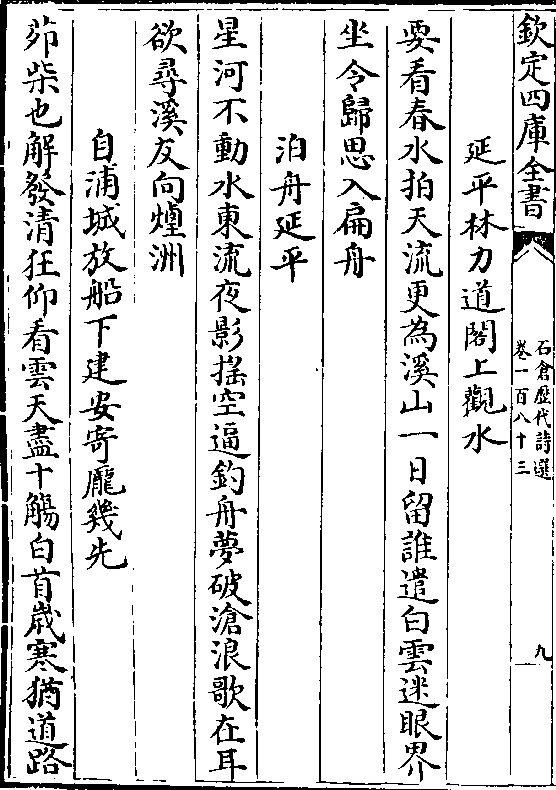 欽定四庫全書
石倉歷代詩選
卷一百八十三
九
延平林力道閣上觀水
要看春水拍天流更為溪山一日留誰遣白雲迷眼界
坐令歸思入扁舟
泊舟延平
星河不動水東流夜影揺空逼釣舟夢破滄浪歌在耳
欲尋溪友向煌洲
自浦城放船下建安寄龎幾先
茆柴也解發清狂仰看雲天盡十觴白首歲寒猶道路